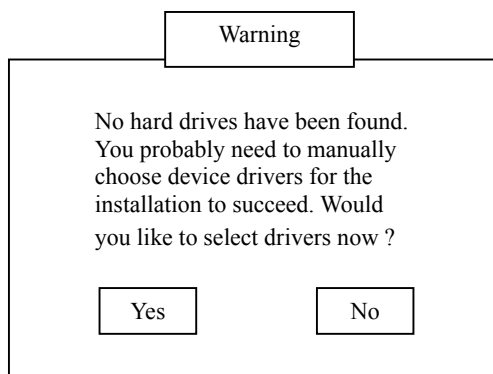 Warning
No hard drives have been found.
You probably need to manually
choose device drivers for the
installation to succeed. Would
you like to select drivers now ?
Yes
No